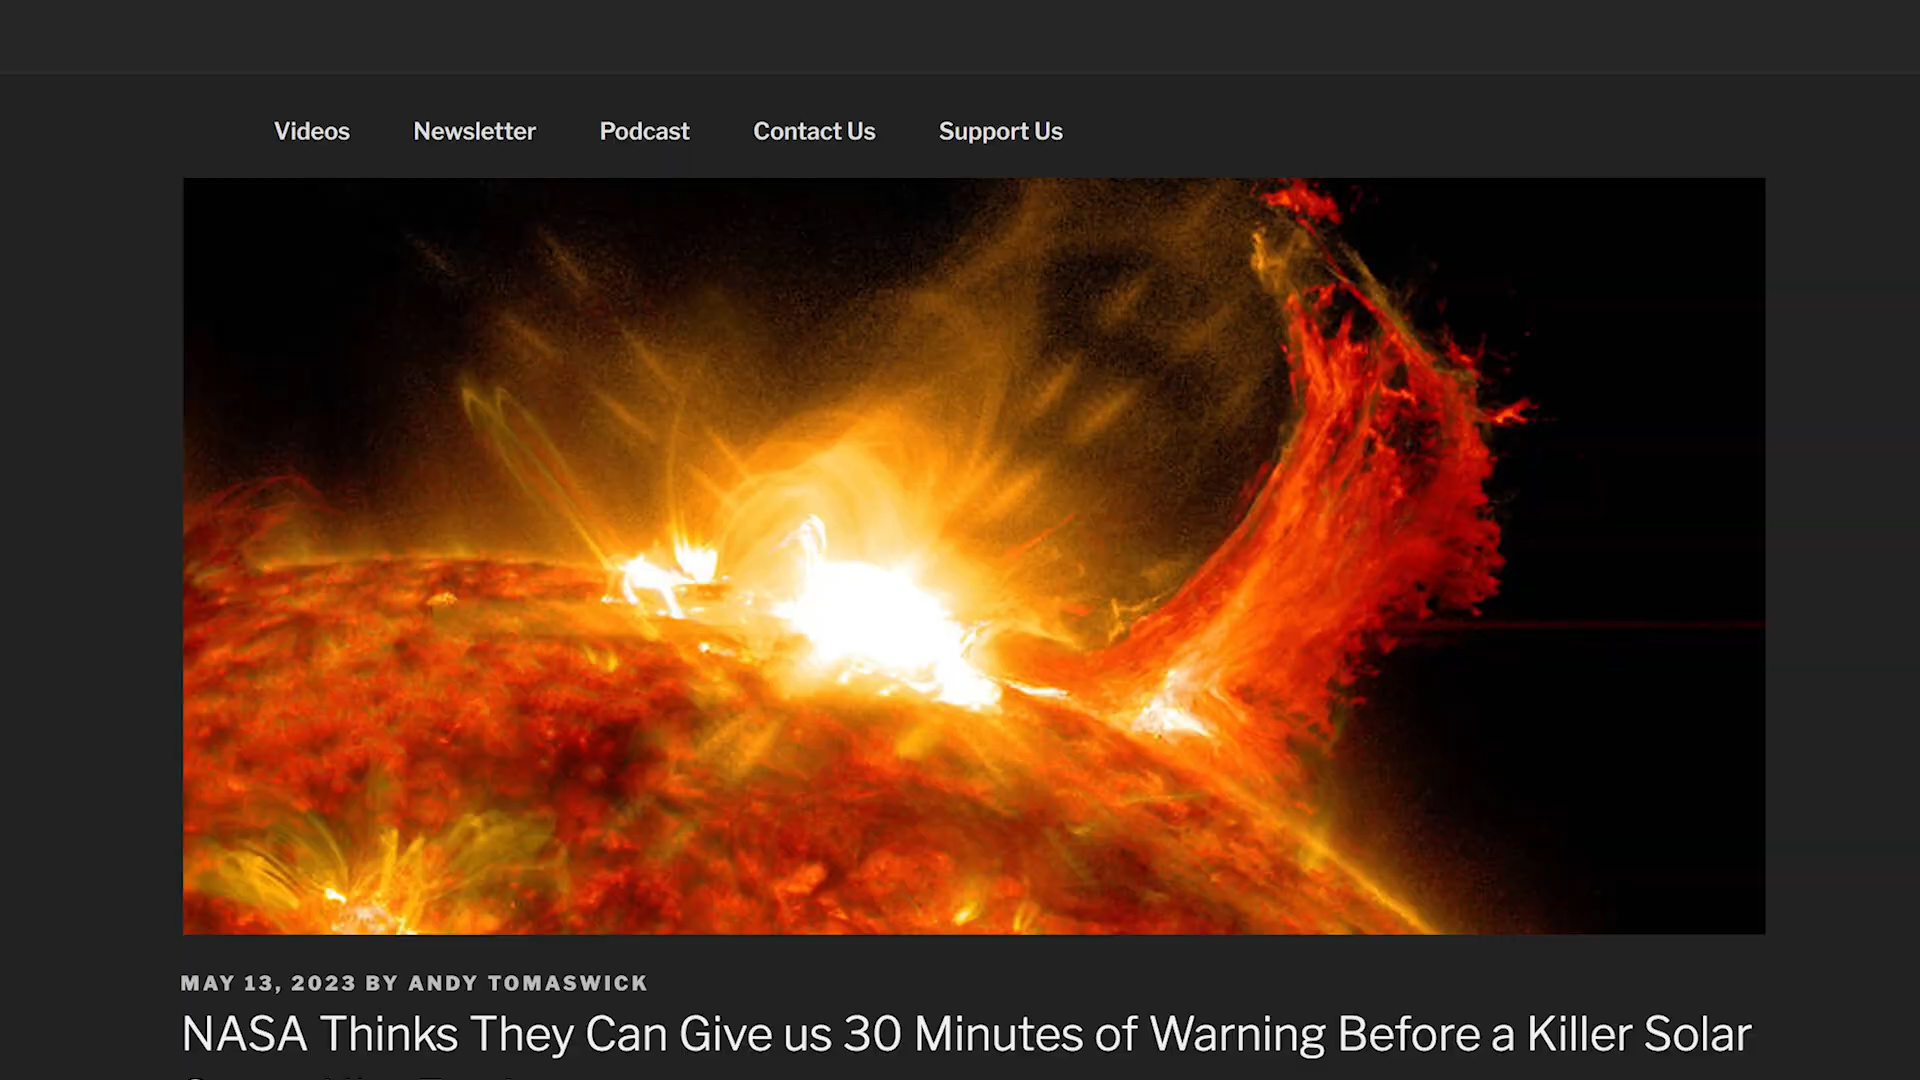 Videos Newsletter Podcast Contact Us Support Us
MAY 13, 2023 BY ANDY TOMASWICK
NASA Thinks They Can Give us 30 Minutes of Warning Before a Killer Solar